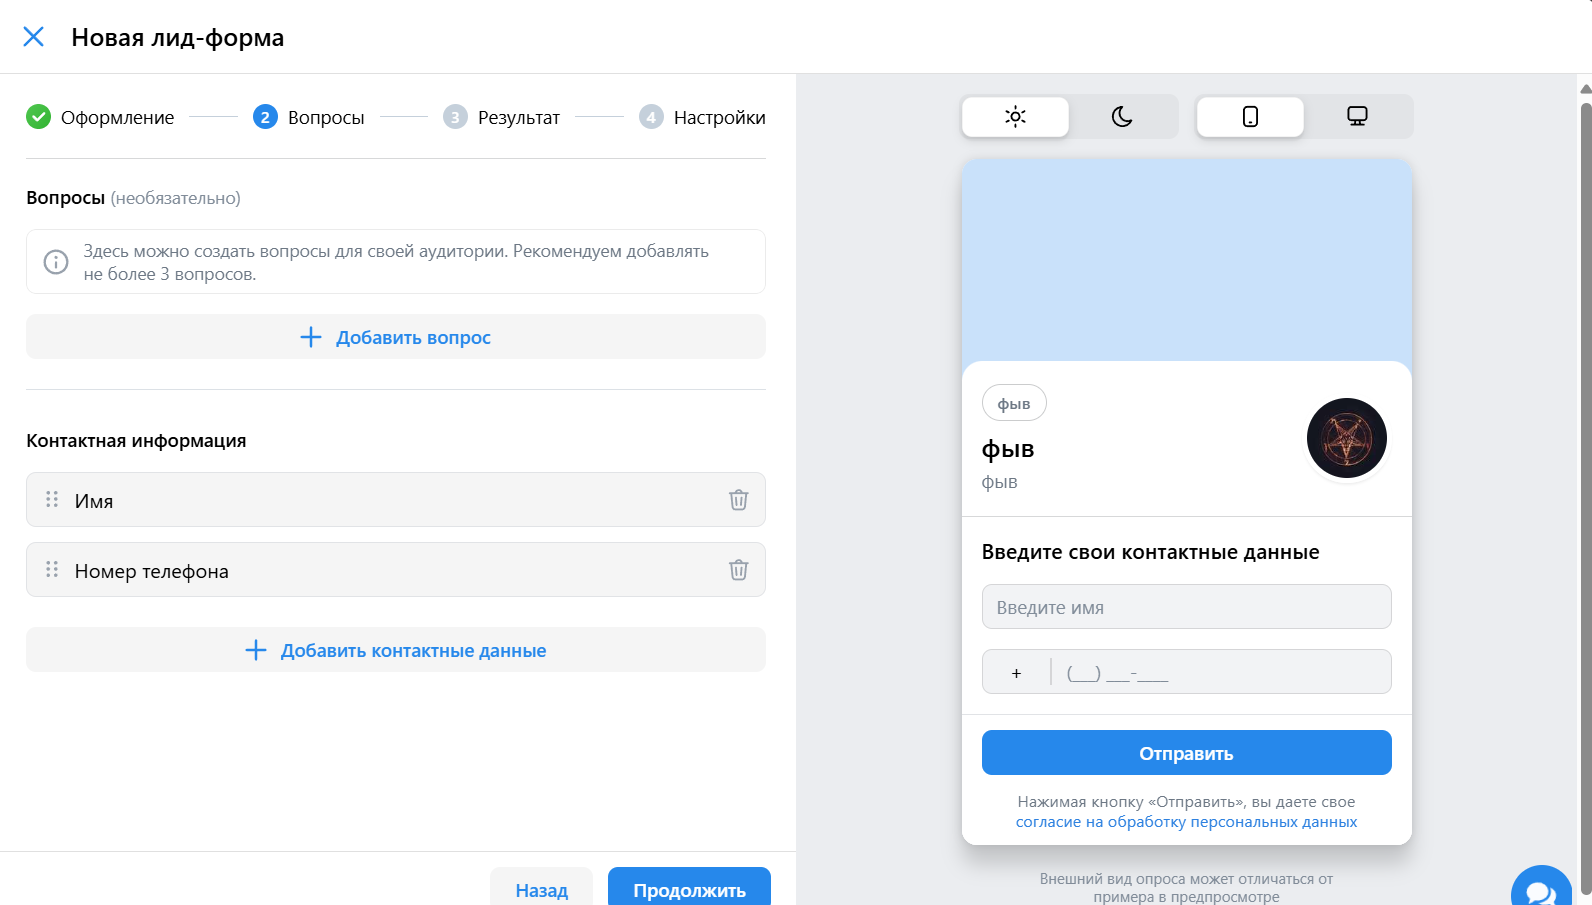 Новая лид-форма
Оформление
2 Вопросы
3 Результат
4 Настройки
Вопросы (необязательно)
Здесь можно создать вопросы для своей аудитории. Рекомендуем добавлять
не более 3 вопросов.
Добавить вопрос
Контактная информация
Имя
Номер телефона
Добавить контактные данные
Назад
Продолжить
фыв
фыв
фыв
Введите свои контактные данные
Введите имя
+ (___) ___-____
Отправить
Нажимая кнопку «Отправить», вы даете свое
согласие на обработку персональных данных
Внешний вид опроса может отличаться от
примера в предпросмотре